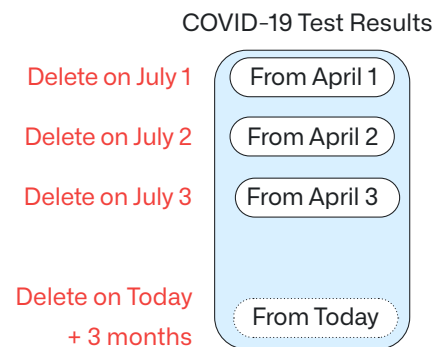 COVID-19 Test Results
Delete on July 1
From April 1
Delete on July 2
From April 2
Delete on July 3
From April 3
Delete on Today
+ 3 months
From Today